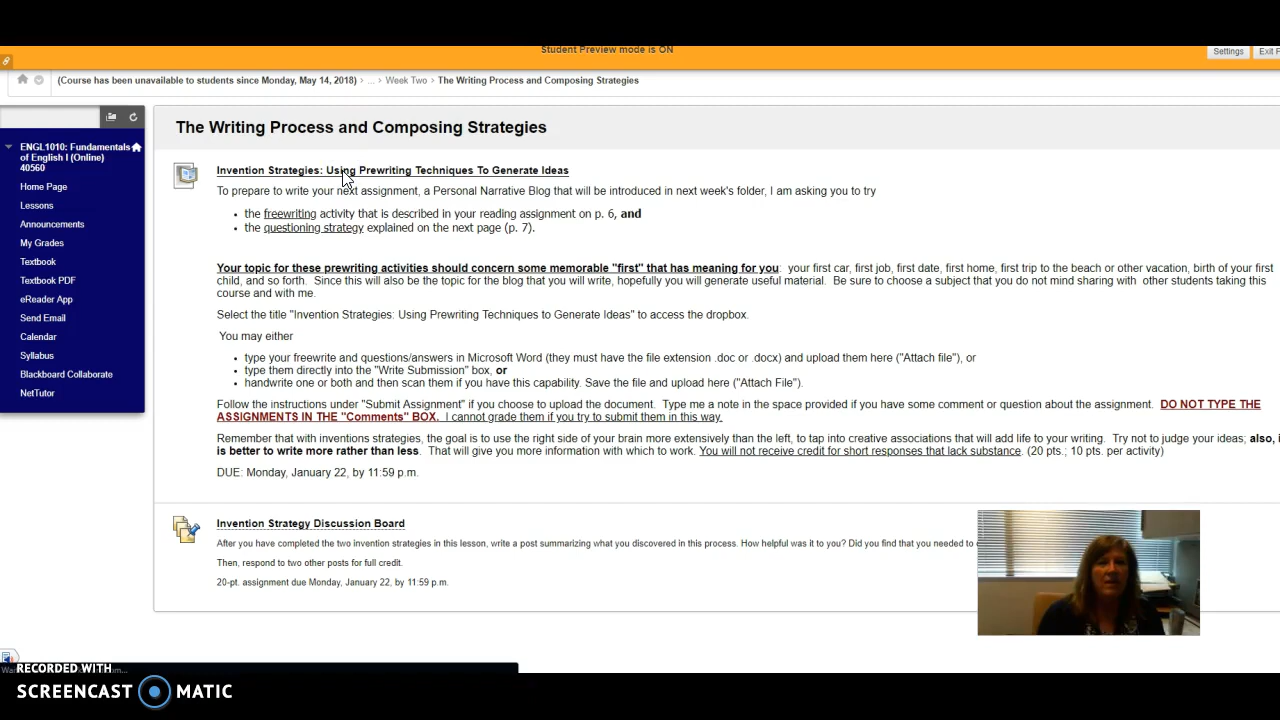 Student Preview mode is ON
Settings
Exit
(Course has been unavailable to students since Monday, May 14, 2018) > ... > Week Two > The Writing Process and Composing Strategies
ENGL1010: Fundamentals
of English I (Online)
40560
Home Page
Lessons
Announcements
My Grades
Textbook
Textbook PDF
eReader App
Send Email
Calendar
Syllabus
Blackboard Collaborate
NetTutor
The Writing Process and Composing Strategies
Invention Strategies: Using Prewriting Techniques To Generate Ideas
To prepare to write your next assignment, a Personal Narrative Blog that will be introduced in next week's folder, I am asking you to try
• the freewriting activity that is described in your reading assignment on p. 6, and
• the questioning strategy explained on the next page (p. 7).
Your topic for these prewriting activities should concern some memorable "first" that has meaning for you: your first car, first job, first date, first home, first trip to the beach or other vacation, birth of your first
child, and so forth. Since this will also be the topic for the blog that you will write, hopefully you will generate useful material. Be sure to choose a subject that you do not mind sharing with other students taking this
course and with me.
Select the title "Invention Strategies: Using Prewriting Techniques to Generate Ideas" to access the dropbox.
You may either
• type your freewrite and questions/answers in Microsoft Word (they must have the file extension .doc or .docx) and upload them here ("Attach file"), or
• type them directly into the "Write Submission" box, or
• handwrite one or both and then scan them if you have this capability. Save the file and upload here ("Attach File").
Follow the instructions under "Submit Assignment" if you choose to upload the document. Type me a note in the space provided if you have some comment or question about the assignment. DO NOT TYPE THE
ASSIGNMENTS IN THE "Comments" BOX. I cannot grade them if you try to submit them in this way.
Remember that with inventions strategies, the goal is to use the right side of your brain more extensively than the left, to tap into creative associations that will add life to your writing. Try not to judge your ideas; also,
is better to write more rather than less. That will give you more information with which to work. You will not receive credit for short responses that lack substance. (20 pts.; 10 pts. per activity)
DUE: Monday, January 22, by 11:59 p.m.
Invention Strategy Discussion Board
After you have completed the two invention strategies in this lesson, write a post summarizing what you discovered in this process. How helpful was it to you? Did you find that you needed to
Then, respond to two other posts for full credit.
20-pt. assignment due Monday, January 22, by 11:59 p.m.
RECORDED WITH
SCREENCAST MATIC